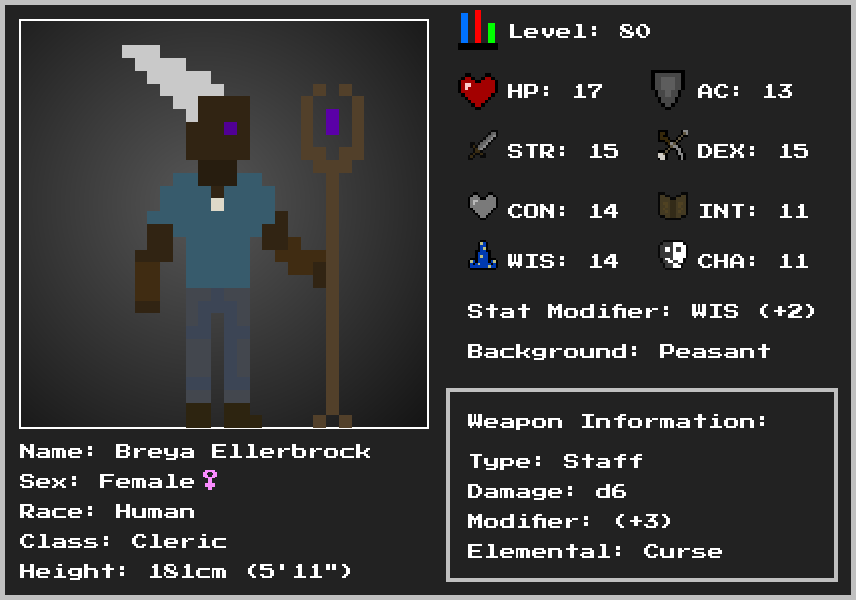 Level: 80
HP: 17 AC: 13
STR: 15 DEX: 15
CON: 14 INT: 11
WIS: 14 CHA: 11
Stat Modifier: WIS (+2)
Background: Peasant
Weapon Information:
Type: Staff
Damage: d6
Modifier: (+3)
Elemental: Curse
Name: Breya Ellerbrock
Sex: Female♀
Race: Human
Class: Cleric
Height: 181cm (5'11")